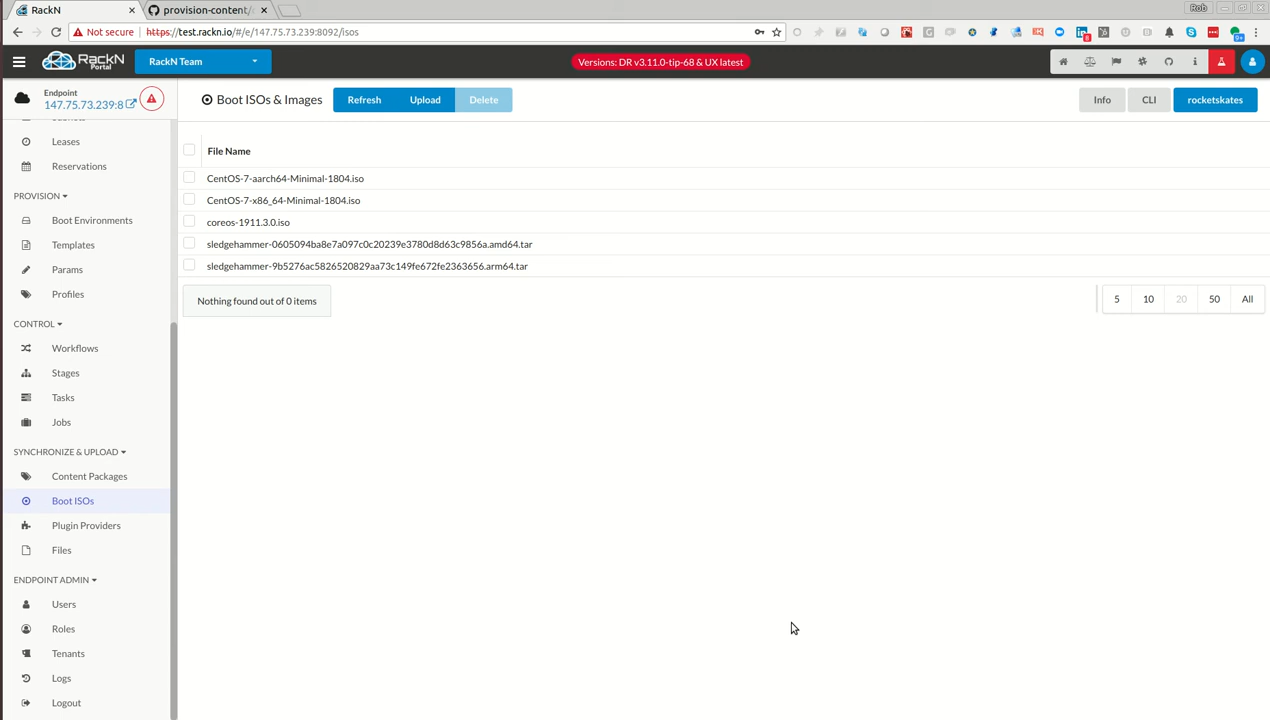 RackN
provision-content/
Rob
Not secure
https://test.rackn.io/#/e/147.75.73.239:8092/isos
RackN
Portal
RackN Team
Versions: DR v3.11.0-tip-68 & UX latest
Endpoint
147.75.73.239:8
Boot ISOs & Images
Refresh
Upload
Delete
Info
CLI
rocketskates
Leases
Reservations
PROVISION
Boot Environments
Templates
Params
Profiles
CONTROL
Workflows
Stages
Tasks
Jobs
SYNCHRONIZE & UPLOAD
Content Packages
Boot ISOs
Plugin Providers
Files
ENDPOINT ADMIN
Users
Roles
Tenants
Logs
Logout
File Name
CentOS-7-aarch64-Minimal-1804.iso
CentOS-7-x86_64-Minimal-1804.iso
coreos-1911.3.0.iso
sledgehammer-0605094ba8e7a097c0c20239e3780d8d63c9856a.amd64.tar
sledgehammer-9b5276ac5826520829aa73c149fe672fe2363656.arm64.tar
Nothing found out of 0 items
5
10
20
50
All